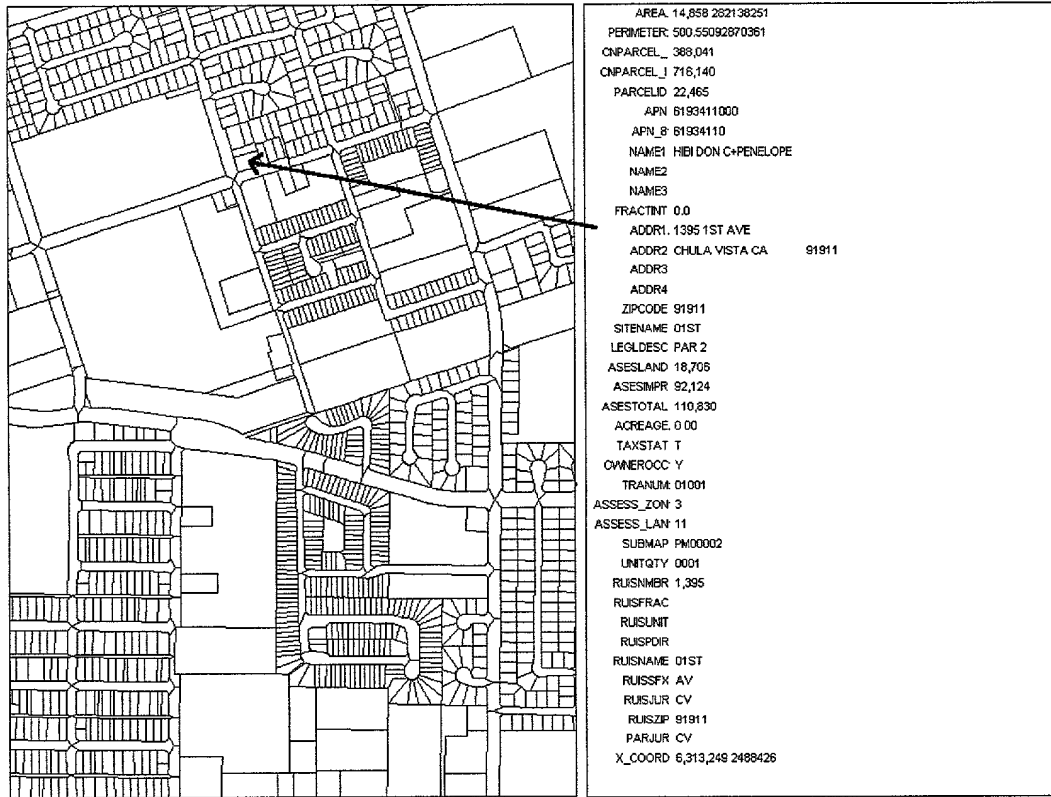 AREA. 14,858 282138251
PERIMETER: 500.55092870361
CNPARCEL_ 388,041
CNPARCEL_I 716,140
PARCELID 22,465
APN 6193411000
APN_8 61934110
NAME1 HIBI DON C+PENELOPE
NAME2
NAME3
FRACTINT 0.0
ADDR1. 1395 1ST AVE
ADDR2 CHULA VISTA CA 91911
ADDR3
ADDR4
ZIPCODE 91911
SITENAME 01ST
LEGLDESC PAR 2
ASESLAND 18,706
ASESIMPR 92,124
ASESTOTAL 110,830
ACREAGE. 0 00
TAXSTAT T
OWNEROCC Y
TRANUM: 01001
ASSESS_ZON 3
ASSESS_LAN 11
SUBMAP PM00002
UNITQTY 0001
RUISNMBR 1,395
RUISFRAC
RUISUNIT
RUISPDIR
RUISNAME 01ST
RUISSFX AV
RUISJUR CV
RUISZIP 91911
PARJUR CV
X_COORD 6,313,249 2488426